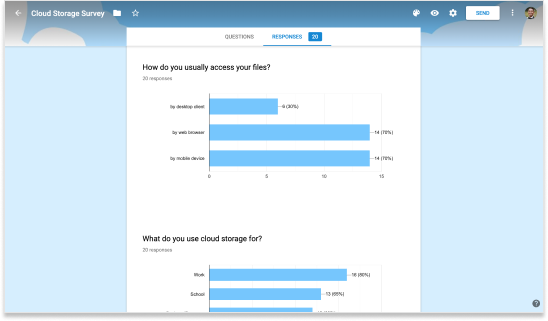 Cloud Storage Survey
SEND
QUESTIONS RESPONSES 20
How do you usually access your files?
20 responses
by desktop client 6 (30%)
by web browser 14 (70%)
by mobile device 14 (70%)
0 5 10 15
What do you use cloud storage for?
20 responses
Work 16 (80%)
School 13 (65%)